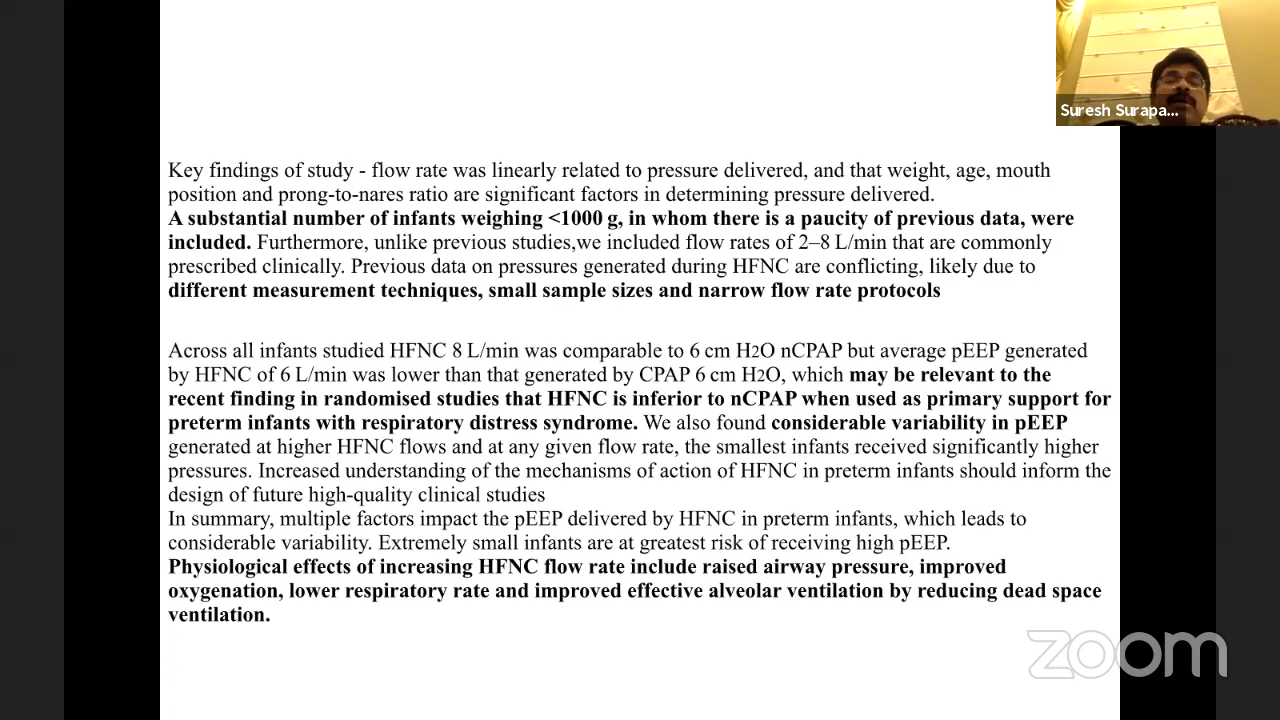 Suresh Surapa...
Key findings of study - flow rate was linearly related to pressure delivered, and that weight, age, mouth
position and prong-to-nares ratio are significant factors in determining pressure delivered.
A substantial number of infants weighing <1000 g, in whom there is a paucity of previous data, were
included. Furthermore, unlike previous studies,we included flow rates of 2–8 L/min that are commonly
prescribed clinically. Previous data on pressures generated during HFNC are conflicting, likely due to
different measurement techniques, small sample sizes and narrow flow rate protocols
Across all infants studied HFNC 8 L/min was comparable to 6 cm H2O nCPAP but average pEEP generated
by HFNC of 6 L/min was lower than that generated by CPAP 6 cm H2O, which may be relevant to the
recent finding in randomised studies that HFNC is inferior to nCPAP when used as primary support for
preterm infants with respiratory distress syndrome. We also found considerable variability in pEEP
generated at higher HFNC flows and at any given flow rate, the smallest infants received significantly higher
pressures. Increased understanding of the mechanisms of action of HFNC in preterm infants should inform the
design of future high-quality clinical studies
In summary, multiple factors impact the pEEP delivered by HFNC in preterm infants, which leads to
considerable variability. Extremely small infants are at greatest risk of receiving high pEEP.
Physiological effects of increasing HFNC flow rate include raised airway pressure, improved
oxygenation, lower respiratory rate and improved effective alveolar ventilation by reducing dead space
ventilation.
zoom